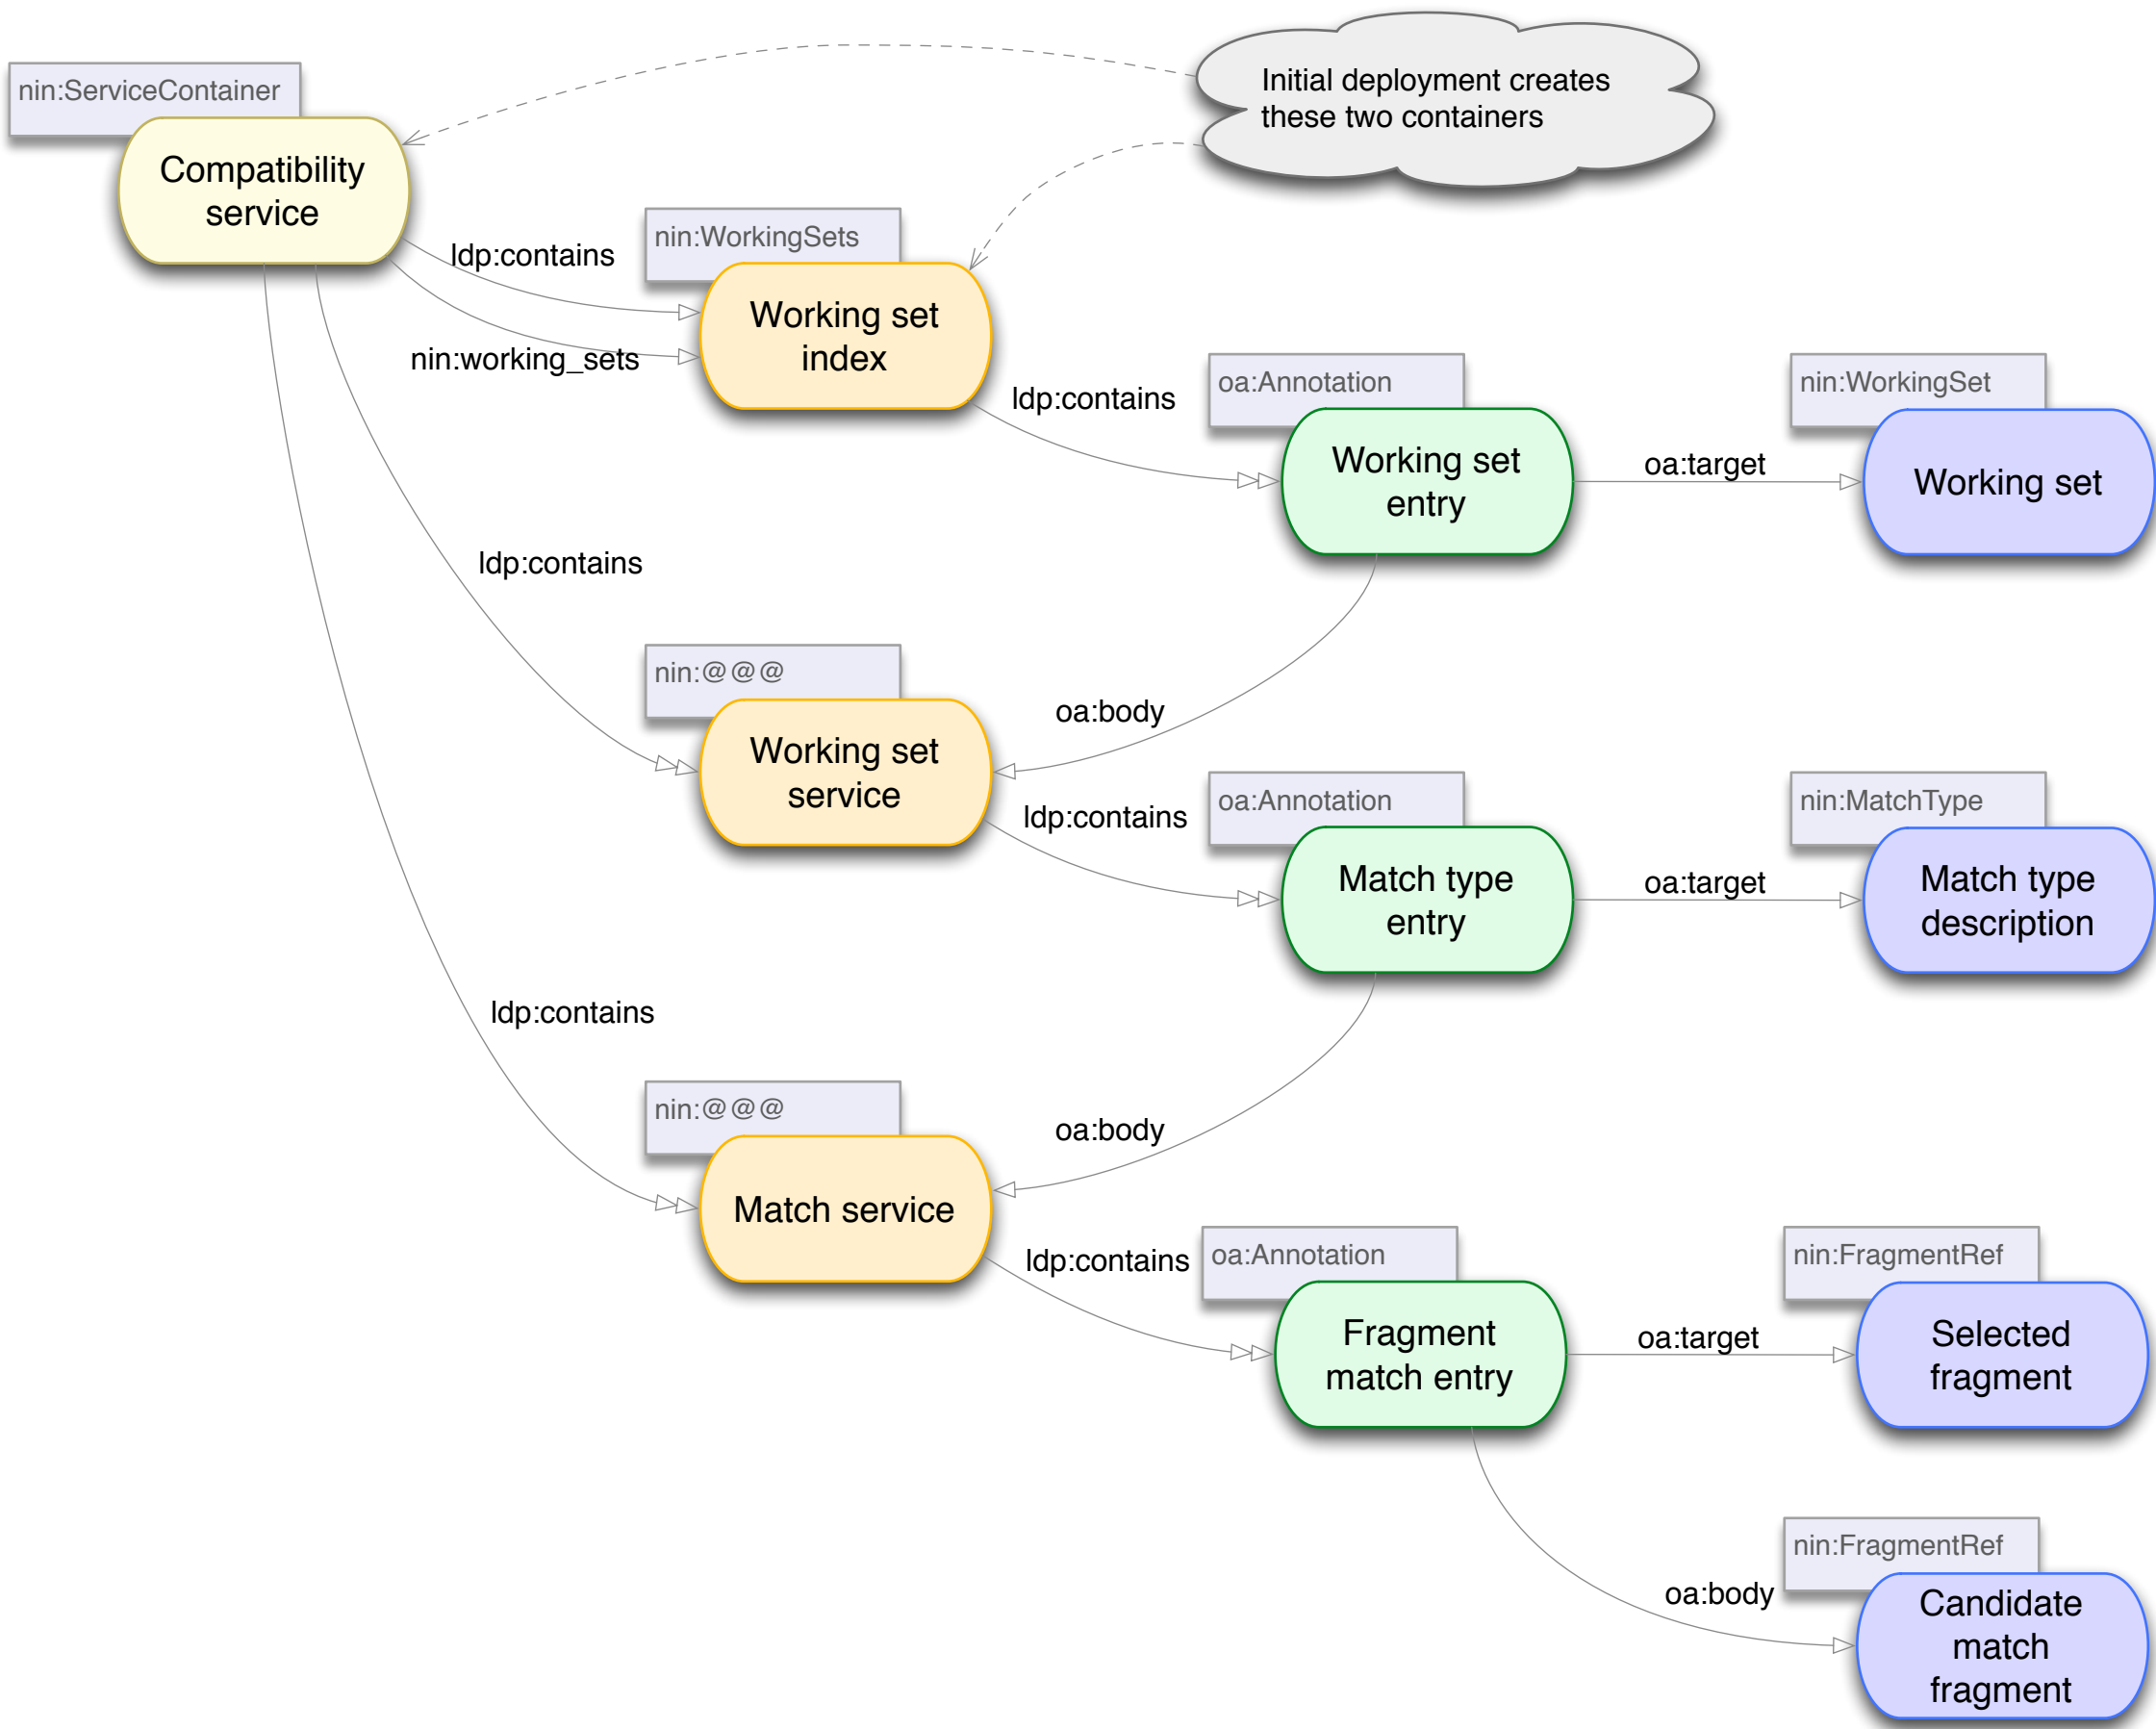 Initial deployment creates
these two containers
nin:ServiceContainer
Compatibility
service
ldp:contains
nin:WorkingSets
Working set
index
nin:working_sets
ldp:contains
oa:Annotation
Working set
entry
oa:target
nin:WorkingSet
Working set
ldp:contains
nin:@@@
Working set
service
oa:body
ldp:contains
oa:Annotation
Match type
entry
oa:target
nin:MatchType
Match type
description
ldp:contains
nin:@@@
Match service
oa:body
ldp:contains
oa:Annotation
Fragment
match entry
oa:target
nin:FragmentRef
Selected
fragment
oa:body
nin:FragmentRef
Candidate
match
fragment